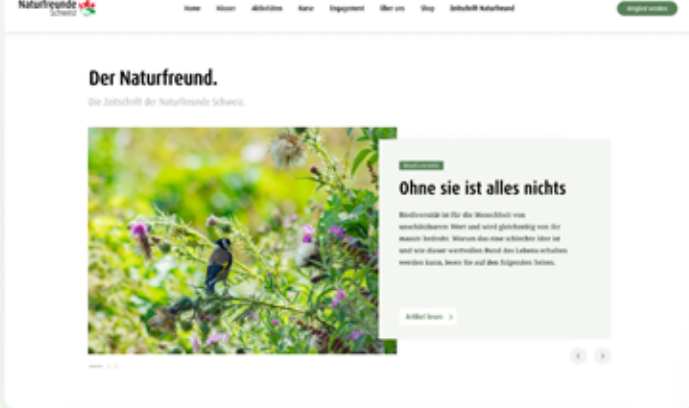 Naturfreunde
Schweiz
Home Häuser Aktivitäten Kurse Engagement Über uns Shop Zeitschrift Naturfreund
Mitglied werden
Der Naturfreund.
Die Zeitschrift der Naturfreunde Schweiz.
Ohne sie ist alles nichts
Biodiversität ist für die Menschheit von
unschätzbarem Wert und wird gleichzeitig von ihr
massiv bedroht. Warum das eine schlechte Idee ist
und wie dieser wertvollen Bund des Lebens erhalten
werden kann, lesen Sie auf den folgenden Seiten.
Artikel lesen